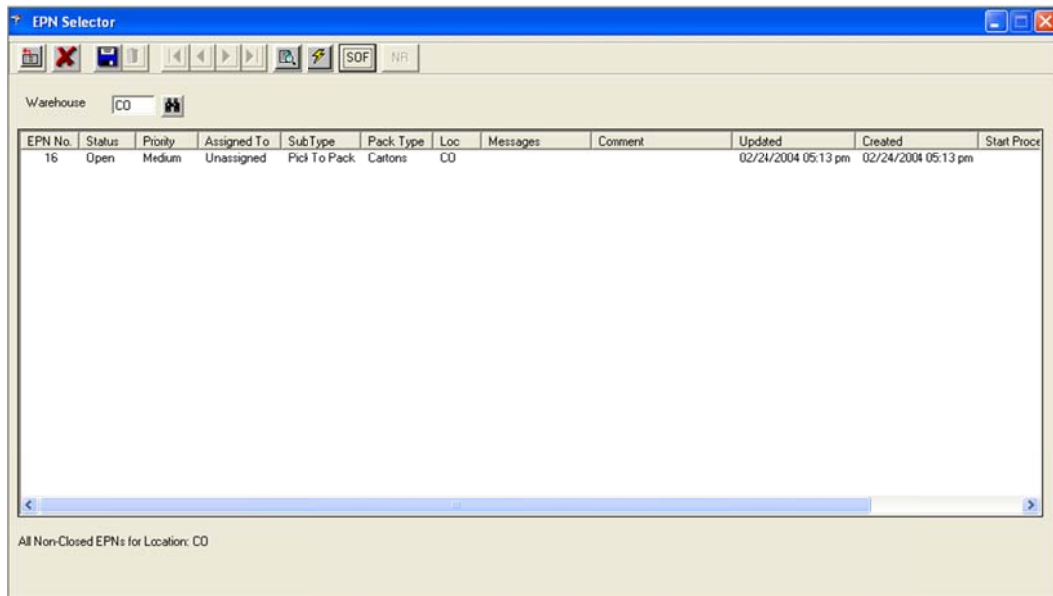 EPN Selector
SOF NR
Warehouse CO
EPN No. Status Priority Assigned To SubType Pack Type Loc Messages Comment Updated Created Start Proce
16 Open Medium Unassigned Pick To Pack Cartons CO 02/24/2004 05:13 pm 02/24/2004 05:13 pm
All Non-Closed EPNs for Location: CO